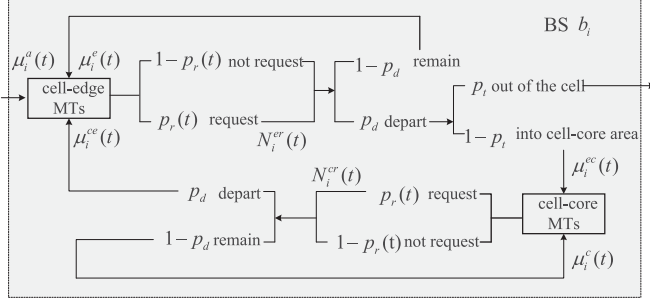 BS b_i
μ_i^a(t) μ_i^e(t) 1−p_r(t) not request 1−p_d remain
cell-edge
MTs
p_t out of the cell
μ_i^{ce}(t) p_r(t) request N_i^{er}(t) p_d depart
1−p_t into cell-core area
μ_i^{ec}(t)
N_i^{cr}(t)
p_d depart p_r(t) request
cell-core
MTs
1−p_d remain 1−p_r(t) not request
μ_i^c(t)